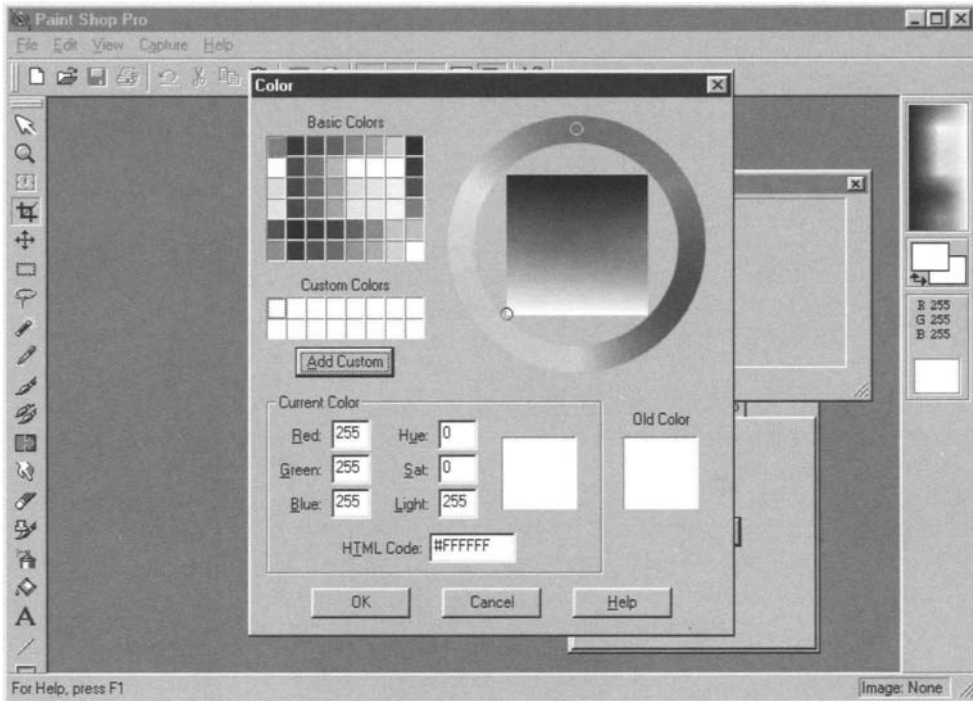 Paint Shop Pro
File Edit View Capture Help
Color
Basic Colors
Custom Colors
Add Custom
Current Color
Red: 255 Hye: 0
Green: 255 Sat: 0
Blue: 255 Light: 255
HTML Code: #FFFFFF
Old Color
OK Cancel Help
R 255
G 255
B 255
A
For Help, press F1 Image: None